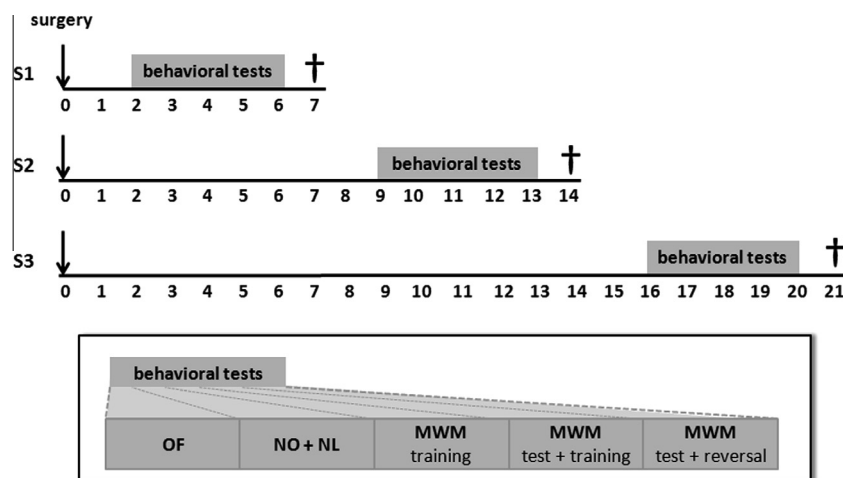 surgery
S1
behavioral tests
†
0 1 2 3 4 5 6 7
S2
behavioral tests
†
0 1 2 3 4 5 6 7 8 9 10 11 12 13 14
S3
behavioral tests
†
0 1 2 3 4 5 6 7 8 9 10 11 12 13 14 15 16 17 18 19 20 21
behavioral tests
OF
NO + NL
MWM
training
MWM
test + training
MWM
test + reversal